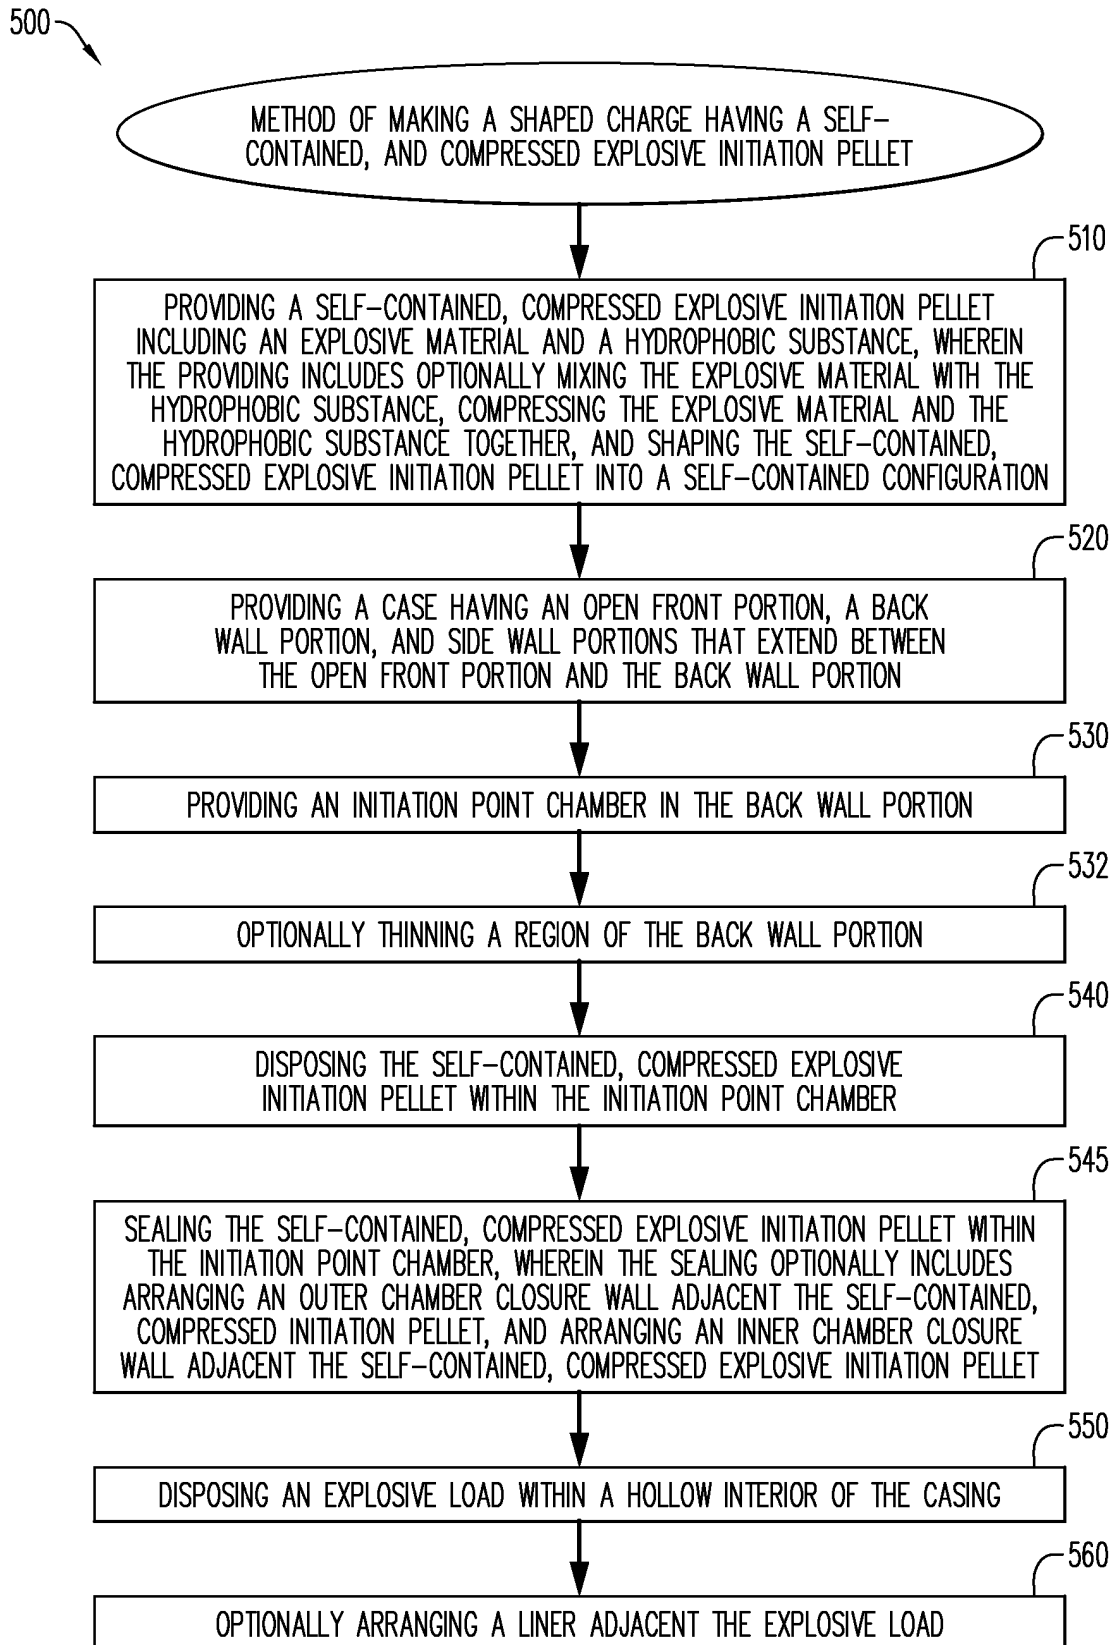 500
METHOD OF MAKING A SHAPED CHARGE HAVING A SELF-
CONTAINED, AND COMPRESSED EXPLOSIVE INITIATION PELLET
510
PROVIDING A SELF-CONTAINED, COMPRESSED EXPLOSIVE INITIATION PELLET
INCLUDING AN EXPLOSIVE MATERIAL AND A HYDROPHOBIC SUBSTANCE, WHEREIN
THE PROVIDING INCLUDES OPTIONALLY MIXING THE EXPLOSIVE MATERIAL WITH THE
HYDROPHOBIC SUBSTANCE, COMPRESSING THE EXPLOSIVE MATERIAL AND THE
HYDROPHOBIC SUBSTANCE TOGETHER, AND SHAPING THE SELF-CONTAINED,
COMPRESSED EXPLOSIVE INITIATION PELLET INTO A SELF-CONTAINED CONFIGURATION
520
PROVIDING A CASE HAVING AN OPEN FRONT PORTION, A BACK
WALL PORTION, AND SIDE WALL PORTIONS THAT EXTEND BETWEEN
THE OPEN FRONT PORTION AND THE BACK WALL PORTION
530
PROVIDING AN INITIATION POINT CHAMBER IN THE BACK WALL PORTION
532
OPTIONALLY THINNING A REGION OF THE BACK WALL PORTION
540
DISPOSING THE SELF-CONTAINED, COMPRESSED EXPLOSIVE
INITIATION PELLET WITHIN THE INITIATION POINT CHAMBER
545
SEALING THE SELF-CONTAINED, COMPRESSED EXPLOSIVE INITIATION PELLET WITHIN
THE INITIATION POINT CHAMBER, WHEREIN THE SEALING OPTIONALLY INCLUDES
ARRANGING AN OUTER CHAMBER CLOSURE WALL ADJACENT THE SELF-CONTAINED,
COMPRESSED INITIATION PELLET, AND ARRANGING AN INNER CHAMBER CLOSURE
WALL ADJACENT THE SELF-CONTAINED, COMPRESSED EXPLOSIVE INITIATION PELLET
550
DISPOSING AN EXPLOSIVE LOAD WITHIN A HOLLOW INTERIOR OF THE CASING
560
OPTIONALLY ARRANGING A LINER ADJACENT THE EXPLOSIVE LOAD